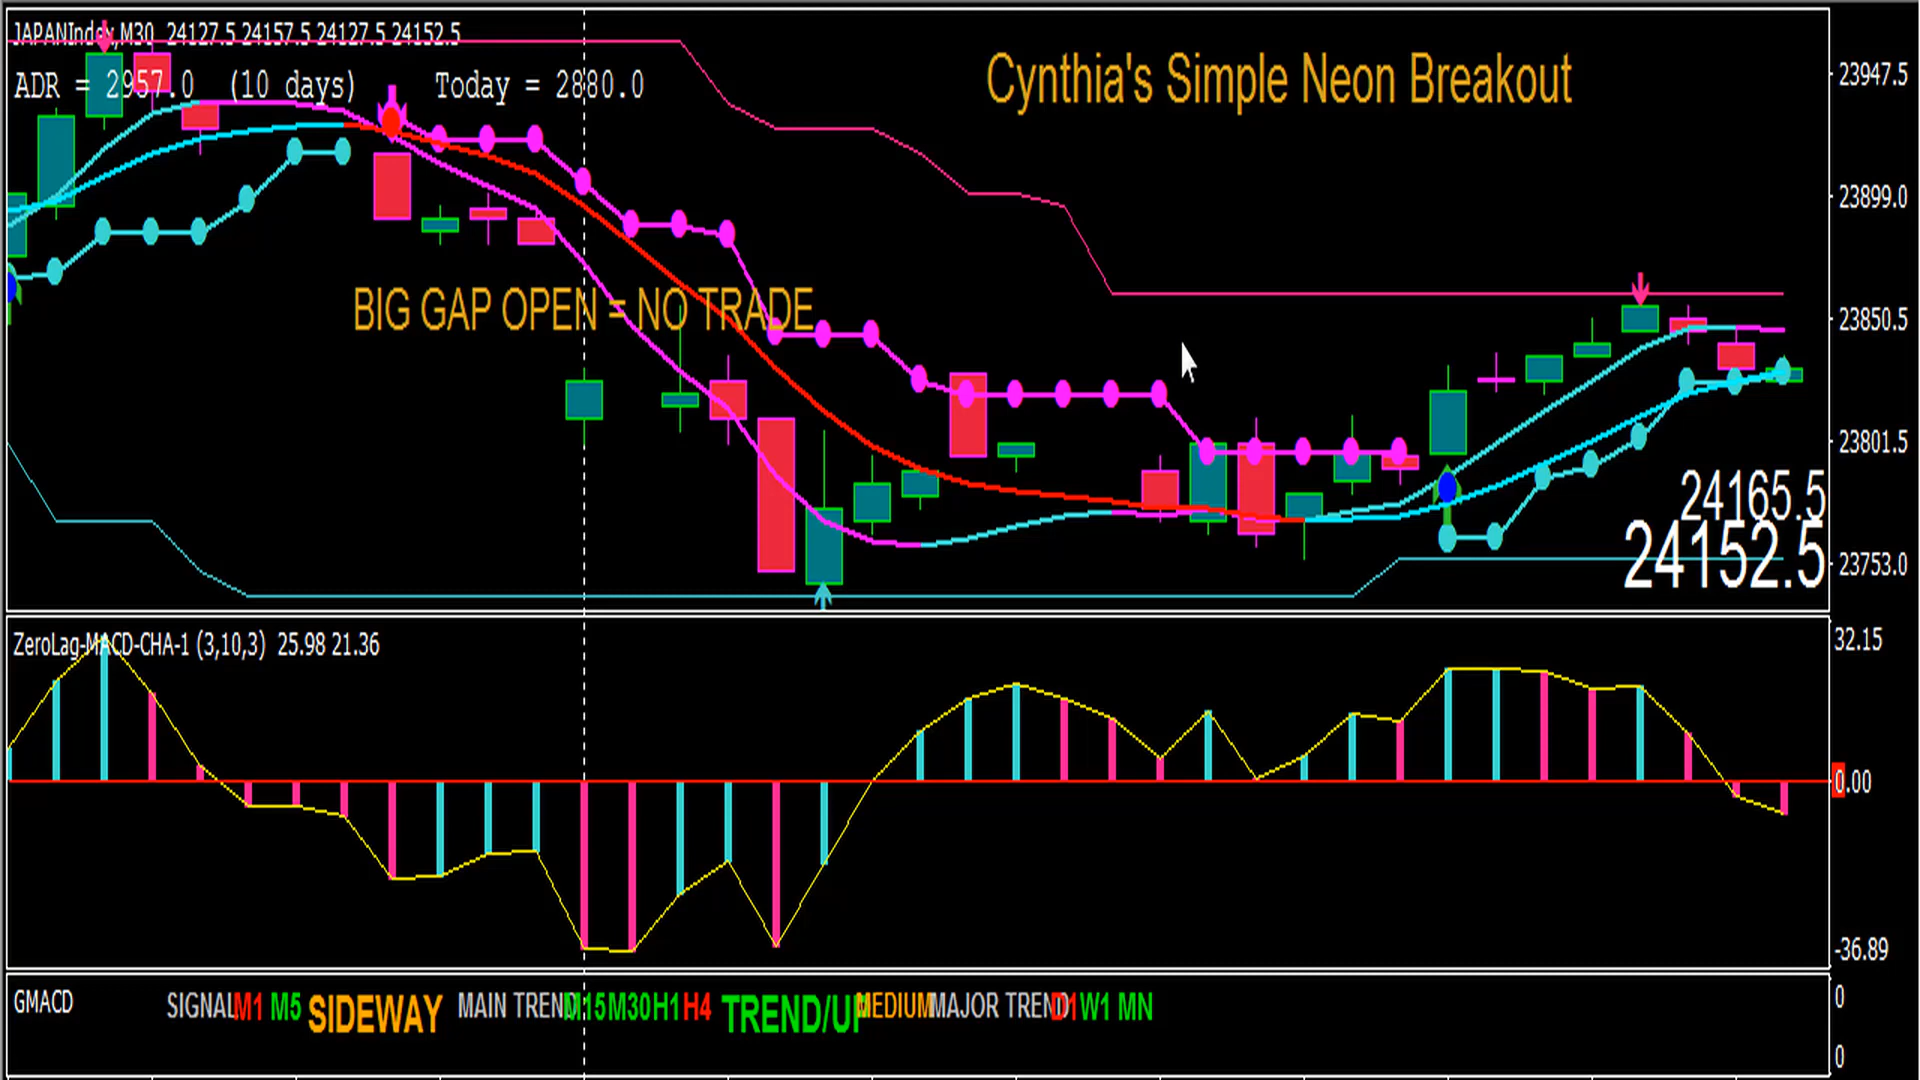 JAPANIndex,M30 24127.5 24157.5 24127.5 24152.5
ADR = 2957.0 (10 days) Today = 2880.0
Cynthia's Simple Neon Breakout
BIG GAP OPEN = NO TRADE
23947.5
23899.0
23850.5
23801.5
23753.0
24165.5
24152.5
ZeroLag-MACD-CHA-1 (3,10,3) 25.98 21.36
32.15
0.00
-36.89
GMACD SIGNAL M1 M5 SIDEWAY MAIN TREND M15 M30 H1 H4 TREND/UP MEDIUM MAJOR TREND D1 W1 MN
0
0